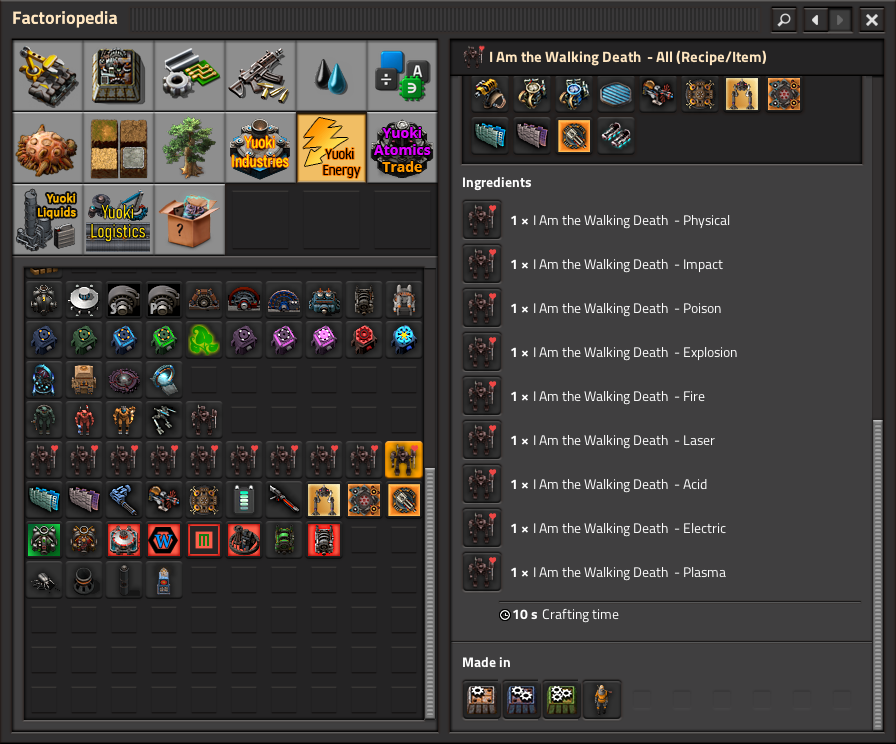 Factoriopedia
I Am the Walking Death - All (Recipe/Item)
A
Yuoki
Industries
Yuoki
Energy
Yuoki
Atomics
Trade
Yuoki
Liquids
Yuoki
Logistics
?
S
P
W
Ingredients
1 × I Am the Walking Death - Physical
1 × I Am the Walking Death - Impact
1 × I Am the Walking Death - Poison
1 × I Am the Walking Death - Explosion
1 × I Am the Walking Death - Fire
1 × I Am the Walking Death - Laser
1 × I Am the Walking Death - Acid
1 × I Am the Walking Death - Electric
1 × I Am the Walking Death - Plasma
10 s Crafting time
Made in